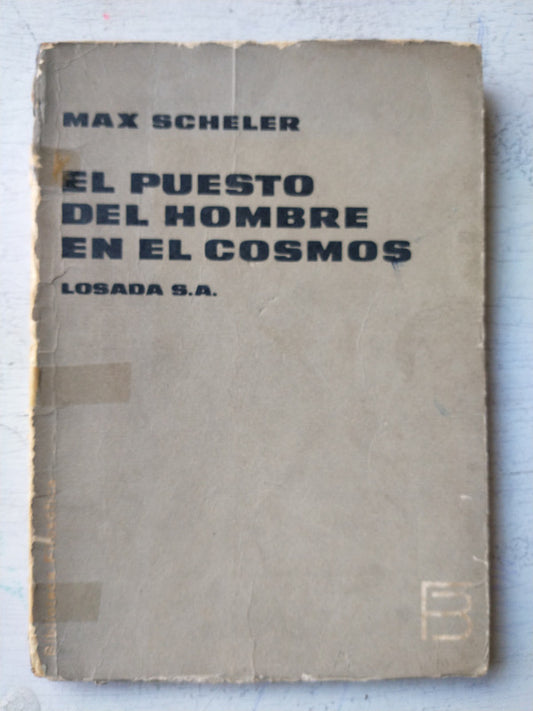 MAX SCHELER
EL PUESTO
DEL HOMBRE
EN EL COSMOS
LOSADA S.A.